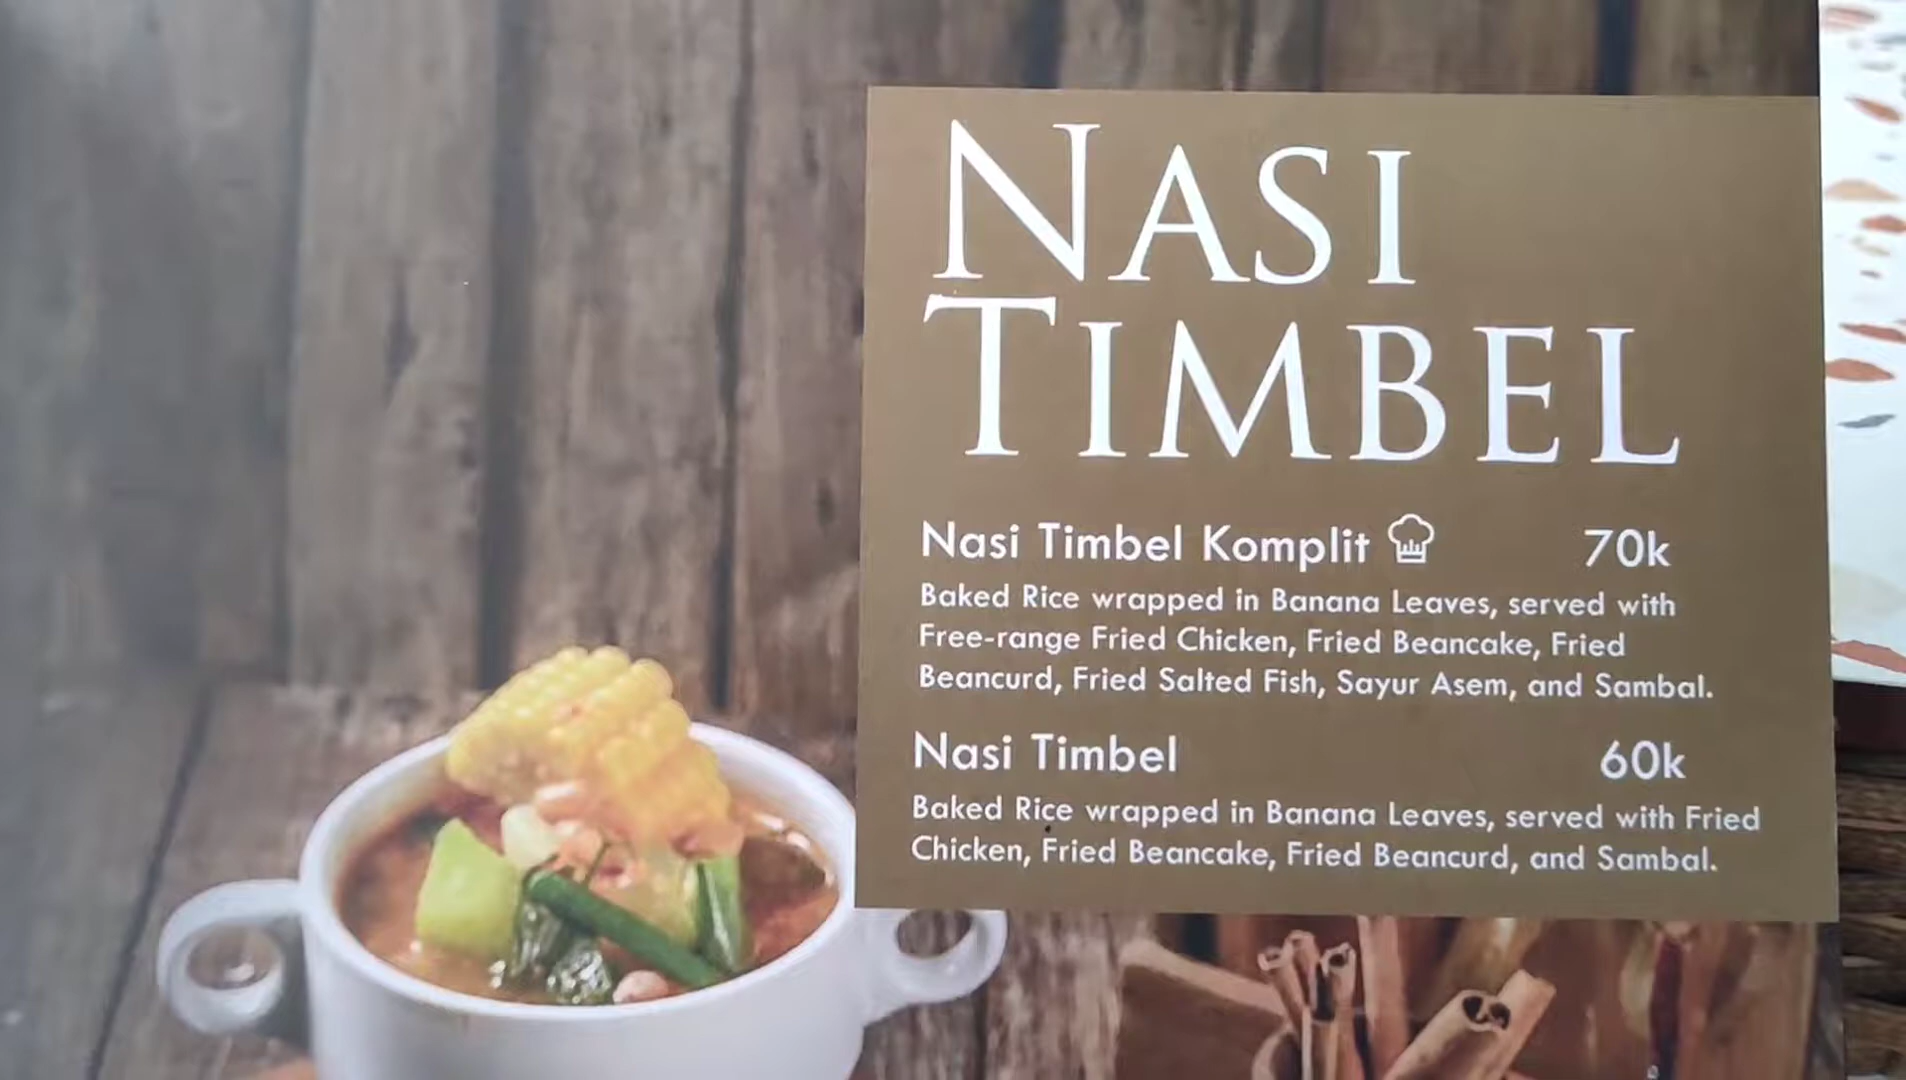 NASI
TIMBEL
Nasi Timbel Komplit 70k
Baked Rice wrapped in Banana Leaves, served with
Free-range Fried Chicken, Fried Beancake, Fried
Beancurd, Fried Salted Fish, Sayur Asem, and Sambal.
Nasi Timbel 60k
Baked Rice wrapped in Banana Leaves, served with Fried
Chicken, Fried Beancake, Fried Beancurd, and Sambal.